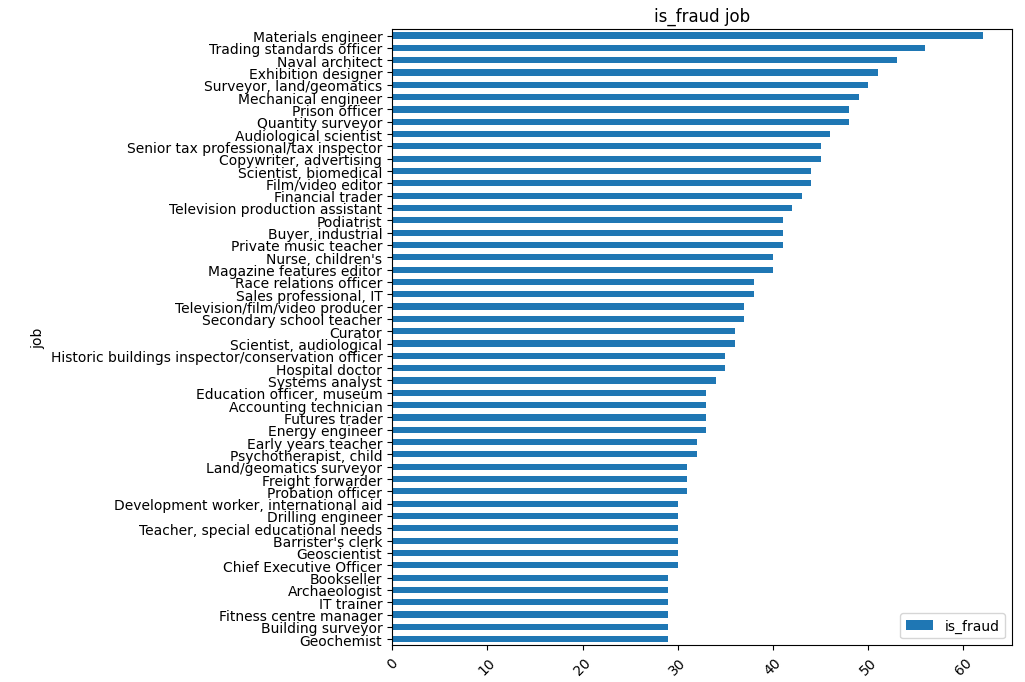 is_fraud job
Materials engineer
Trading standards officer
Naval architect
Exhibition designer
Surveyor, land/geomatics
Mechanical engineer
Prison officer
Quantity surveyor
Audiological scientist
Senior tax professional/tax inspector
Copywriter, advertising
Scientist, biomedical
Film/video editor
Financial trader
Television production assistant
Podiatrist
Buyer, industrial
Private music teacher
Nurse, children's
Magazine features editor
Race relations officer
Sales professional, IT
Television/film/video producer
Secondary school teacher
Curator
Scientist, audiological
Historic buildings inspector/conservation officer
Hospital doctor
Systems analyst
Education officer, museum
Accounting technician
Futures trader
Energy engineer
Early years teacher
Psychotherapist, child
Land/geomatics surveyor
Freight forwarder
Probation officer
Development worker, international aid
Drilling engineer
Teacher, special educational needs
Barrister's clerk
Geoscientist
Chief Executive Officer
Bookseller
Archaeologist
IT trainer
Fitness centre manager
Building surveyor
Geochemist
job
is_fraud
0 10 20 30 40 50 60